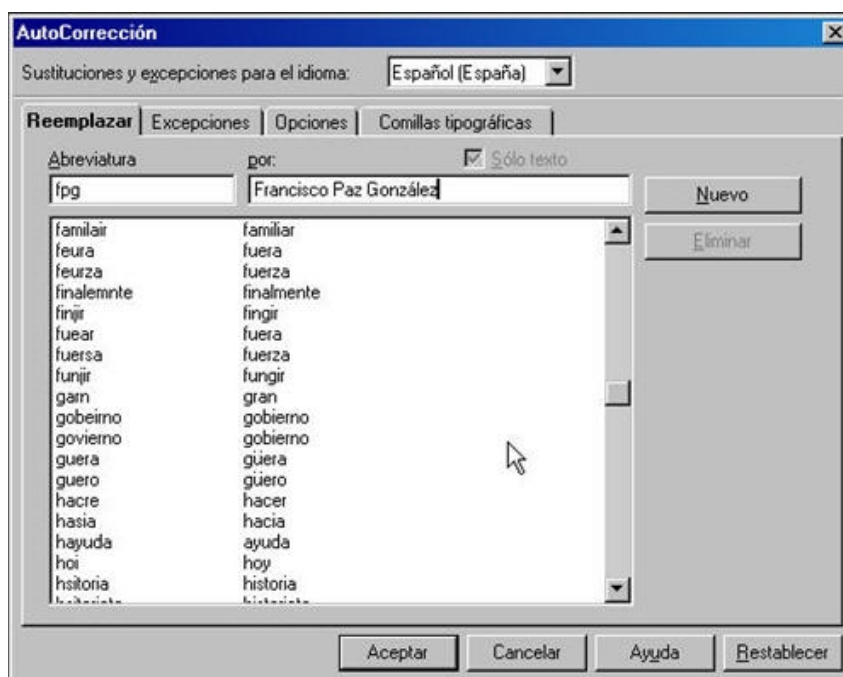 AutoCorrección
Sustituciones y excepciones para el idioma: Español (España)
Reemplazar Excepciones Opciones Comillas tipográficas
Abreviatura por: Sólo texto
fpg Francisco Paz González Nuevo
Eliminar
familair familiar
feura fuera
feurza fuerza
finalemnte finalmente
finjir fingir
fuear fuera
fuersa fuerza
funjir fungir
garn gran
gobeirno gobierno
govierno gobierno
guera güera
guero güero
hacre hacer
hasia hacia
hayuda ayuda
hoi hoy
hsitoria historia
Aceptar Cancelar Ayuda Restablecer